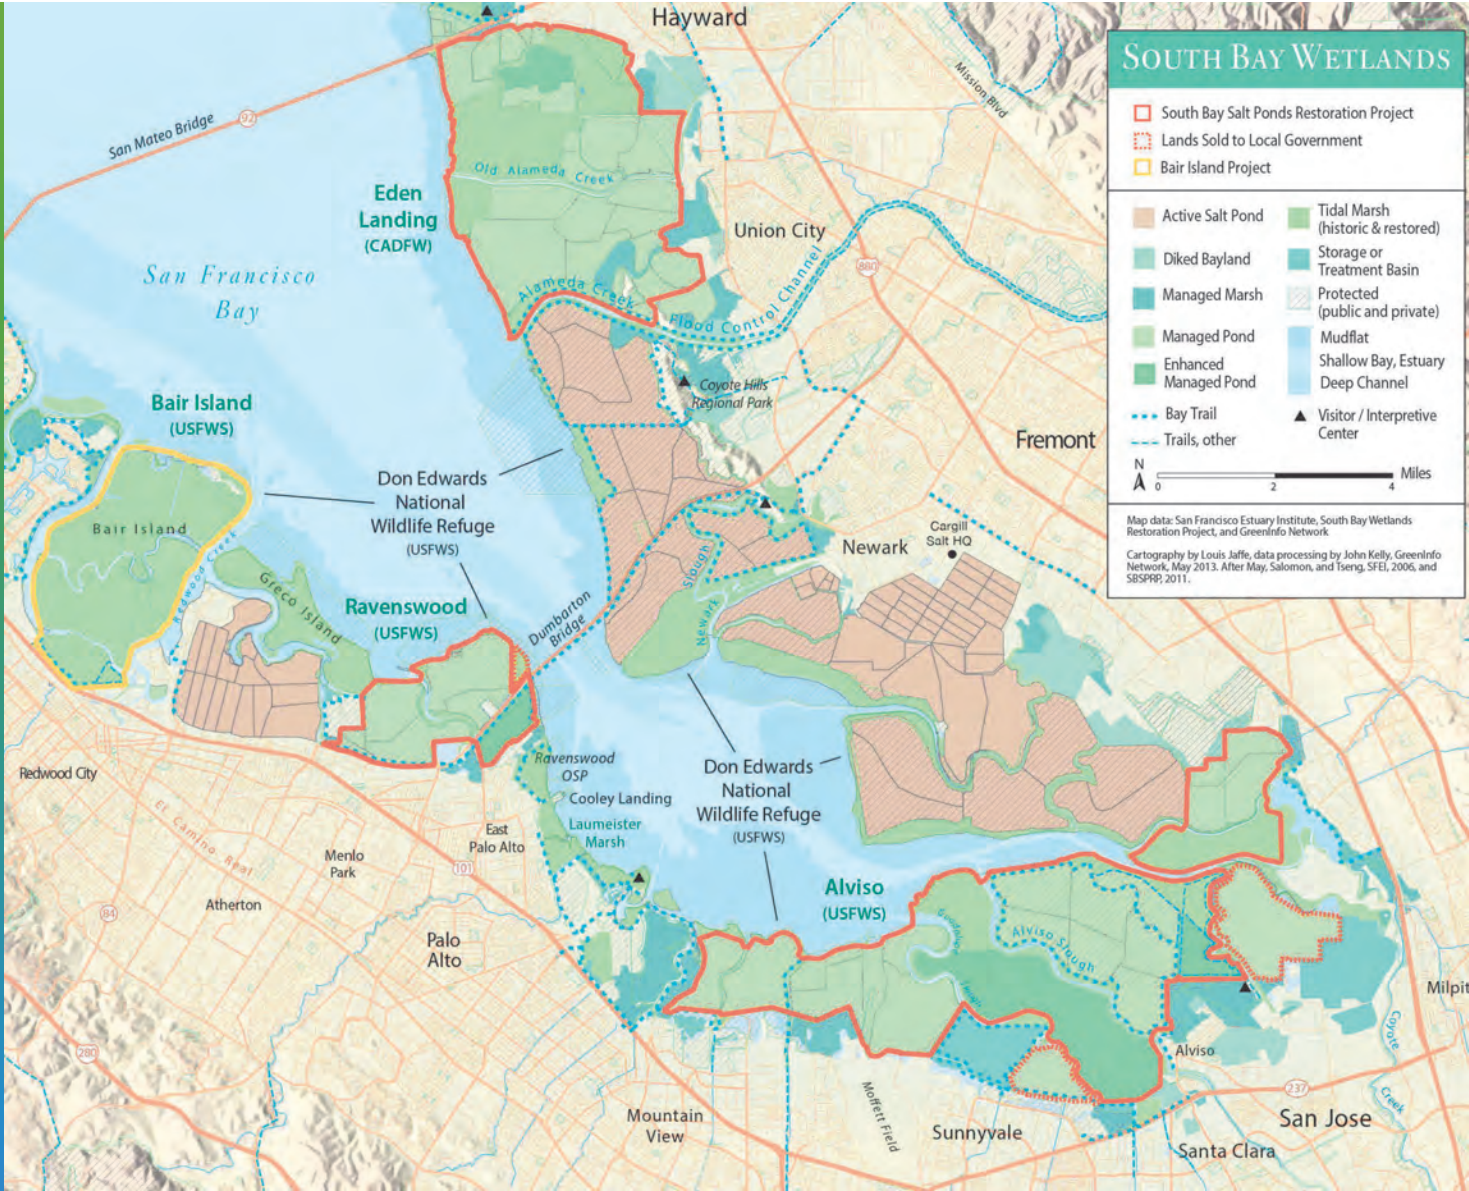 Hayward
SOUTH BAY WETLANDS
South Bay Salt Ponds Restoration Project
Lands Sold to Local Government
Bair Island Project
Active Salt Pond
Diked Bayland
Managed Marsh
Managed Pond
Enhanced
Managed Pond
Tidal Marsh
(historic & restored)
Storage or
Treatment Basin
Protected
(public and private)
Mudflat
Shallow Bay, Estuary
Deep Channel
Bay Trail
Trails, other
Visitor / Interpretive
Center
N
0 2 4
Miles
Map data: San Francisco Estuary Institute, South Bay Wetlands
Restoration Project, and GreenInfo Network
Cartography by Louis Jaffe, data processing by John Kelly, GreenInfo
Network, May 2013. After May, Salomon, and Tseng, SFEI, 2006, and
SBSPRP, 2011.
Mission Blvd
San Mateo Bridge
92
Old Alameda Creek
Eden
Landing
(CADFW)
Union City
880
San Francisco
Bay
Alameda Creek
Flood Control Channel
Coyote Hills
Regional Park
Bair Island
(USFWS)
Fremont
Don Edwards
National
Wildlife Refuge
(USFWS)
Bair Island
Redwood Creek
Greco Island
Cargill
Salt HQ
Newark
Newark
Slough
Ravenswood
(USFWS)
Dumbarton
Bridge
Redwood City
El Camino Real
Ravenswood
OSP
Cooley Landing
Laumeister
Marsh
Don Edwards
National
Wildlife Refuge
(USFWS)
East
Palo Alto
Menlo
Park
101
Atherton
84
Palo
Alto
Alviso
(USFWS)
Guadalupe
Slough
Alviso Slough
Milpit
Coyote
Creek
Alviso
280
237
Moffett Field
Mountain
View
Sunnyvale
San Jose
Santa Clara